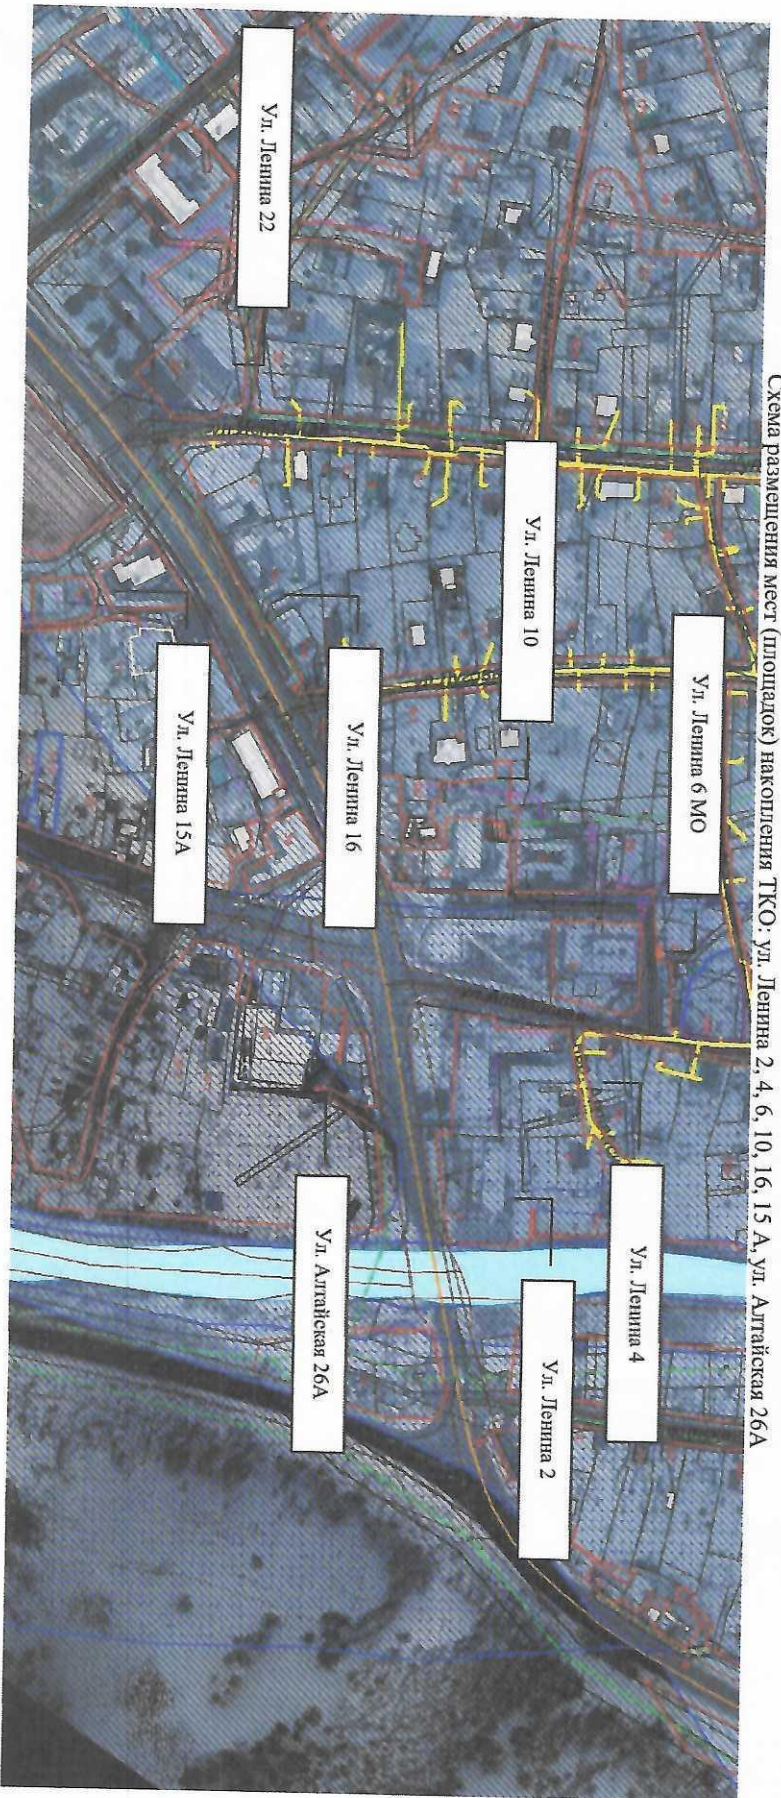 Схема размещения мест (площадок) накопления ТКО: ул. Ленина 2, 4, 6, 10, 16, 15 А, ул. Алтайская 26А
Ул. Ленина 22
Ул. Ленина 10
Ул. Ленина 6 МО
Ул. Ленина 16
Ул. Ленина 15А
Ул. Ленина 4
Ул. Ленина 2
Ул. Алтайская 26А